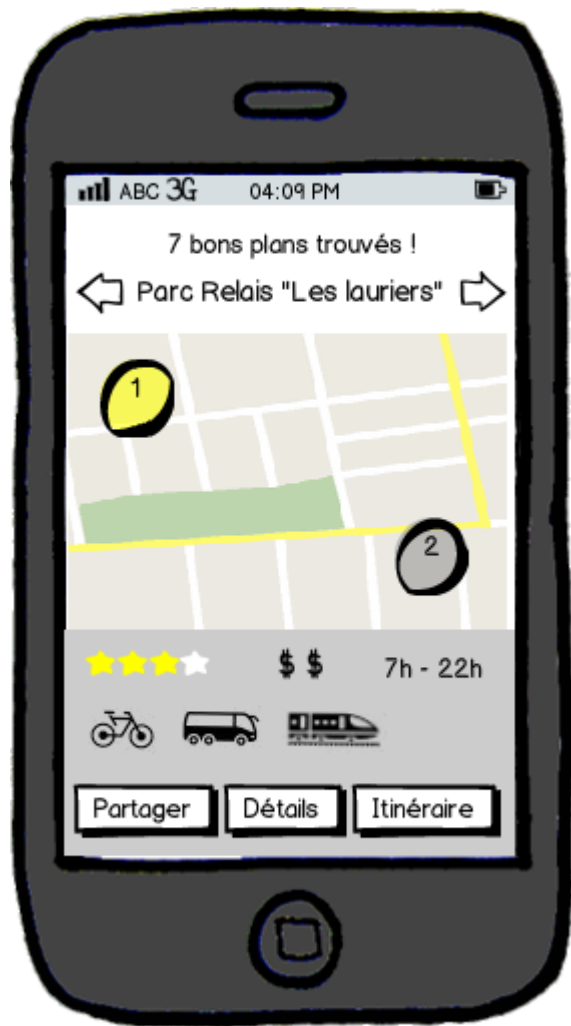 ABC 3G 04:09 PM
7 bons plans trouvés !
Parc Relais "Les lauriers"
1
2
$ $ 7h - 22h
Partager Détails Itinéraire